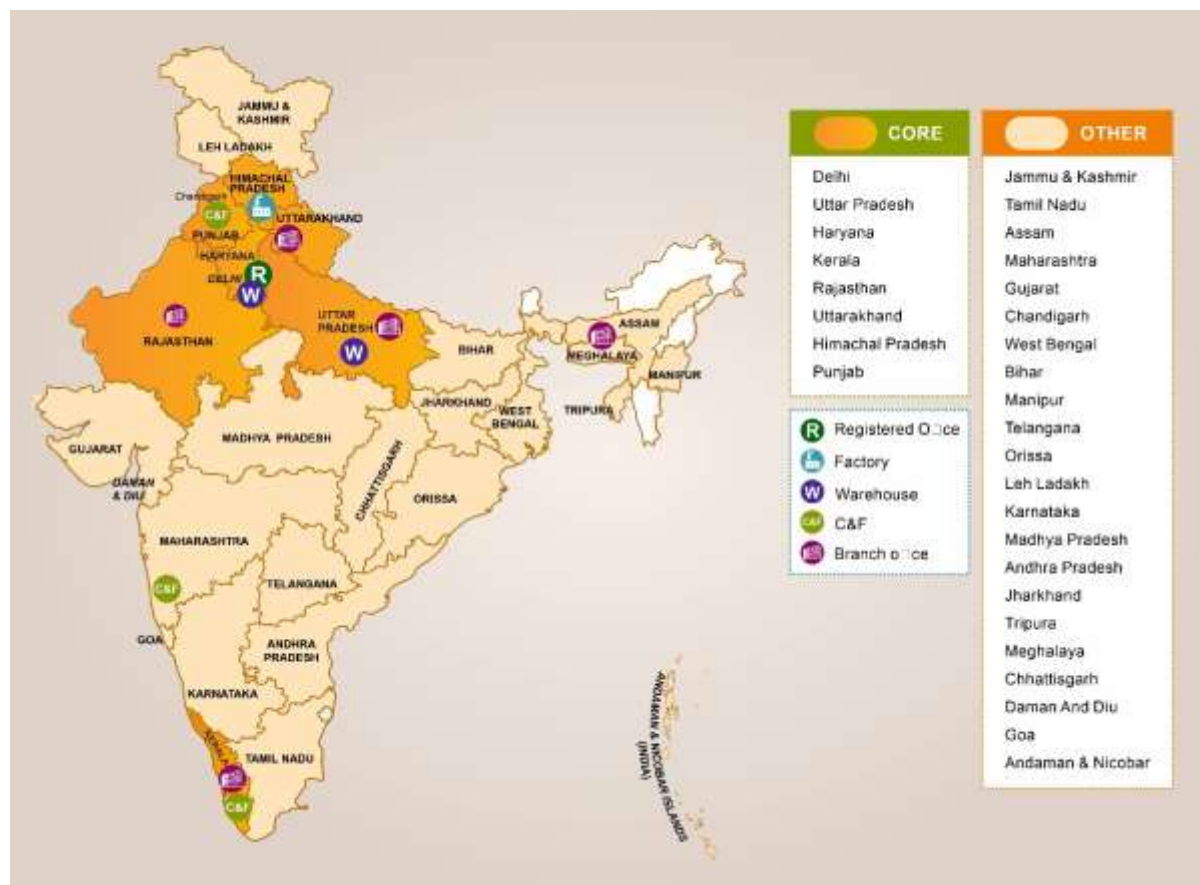 JAMMU &
KASHMIR
LEH LADAKH
HIMACHAL
PRADESH
Chandigarh
C&F
UTTARAKHAND
PUNJAB
HARYANA
DELHI
R
W
UTTAR
PRADESH
W
RAJASTHAN
BIHAR
ASSAM
MEGHALAYA
MANIPUR
JHARKHAND
WEST
BENGAL
TRIPURA
GUJARAT
MADHYA PRADESH
DAMAN
& DIU
CHHATTISGARH
ORISSA
MAHARASHTRA
C&F
TELANGANA
GOA
ANDHRA
PRADESH
KARNATAKA
KERALA
TAMIL NADU
C&F
ANDAMAN & NICOBAR ISLANDS
(INDIA)
CORE
Delhi
Uttar Pradesh
Haryana
Kerala
Rajasthan
Uttarakhand
Himachal Pradesh
Punjab
R Registered O□ce
Factory
W Warehouse
C&F C&F
Branch o□ce
OTHER
Jammu & Kashmir
Tamil Nadu
Assam
Maharashtra
Gujarat
Chandigarh
West Bengal
Bihar
Manipur
Telangana
Orissa
Leh Ladakh
Karnataka
Madhya Pradesh
Andhra Pradesh
Jharkhand
Tripura
Meghalaya
Chhattisgarh
Daman And Diu
Goa
Andaman & Nicobar